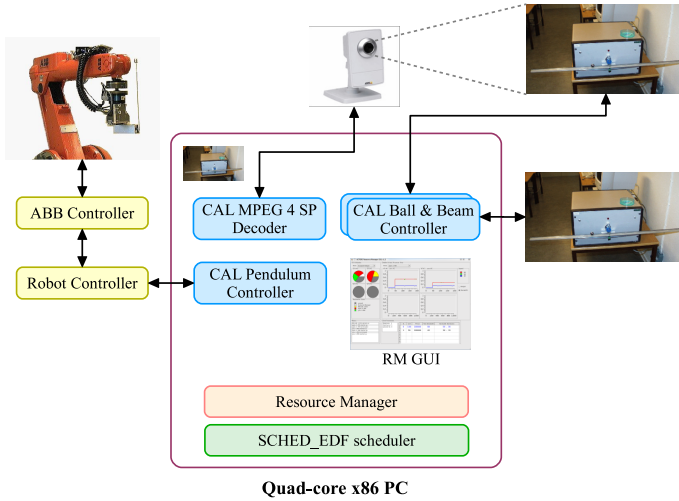 CAL MPEG 4 SP
Decoder
CAL Ball & Beam
Controller
ABB Controller
Robot Controller
CAL Pendulum
Controller
RM GUI
Resource Manager
SCHED_EDF scheduler
Quad-core x86 PC